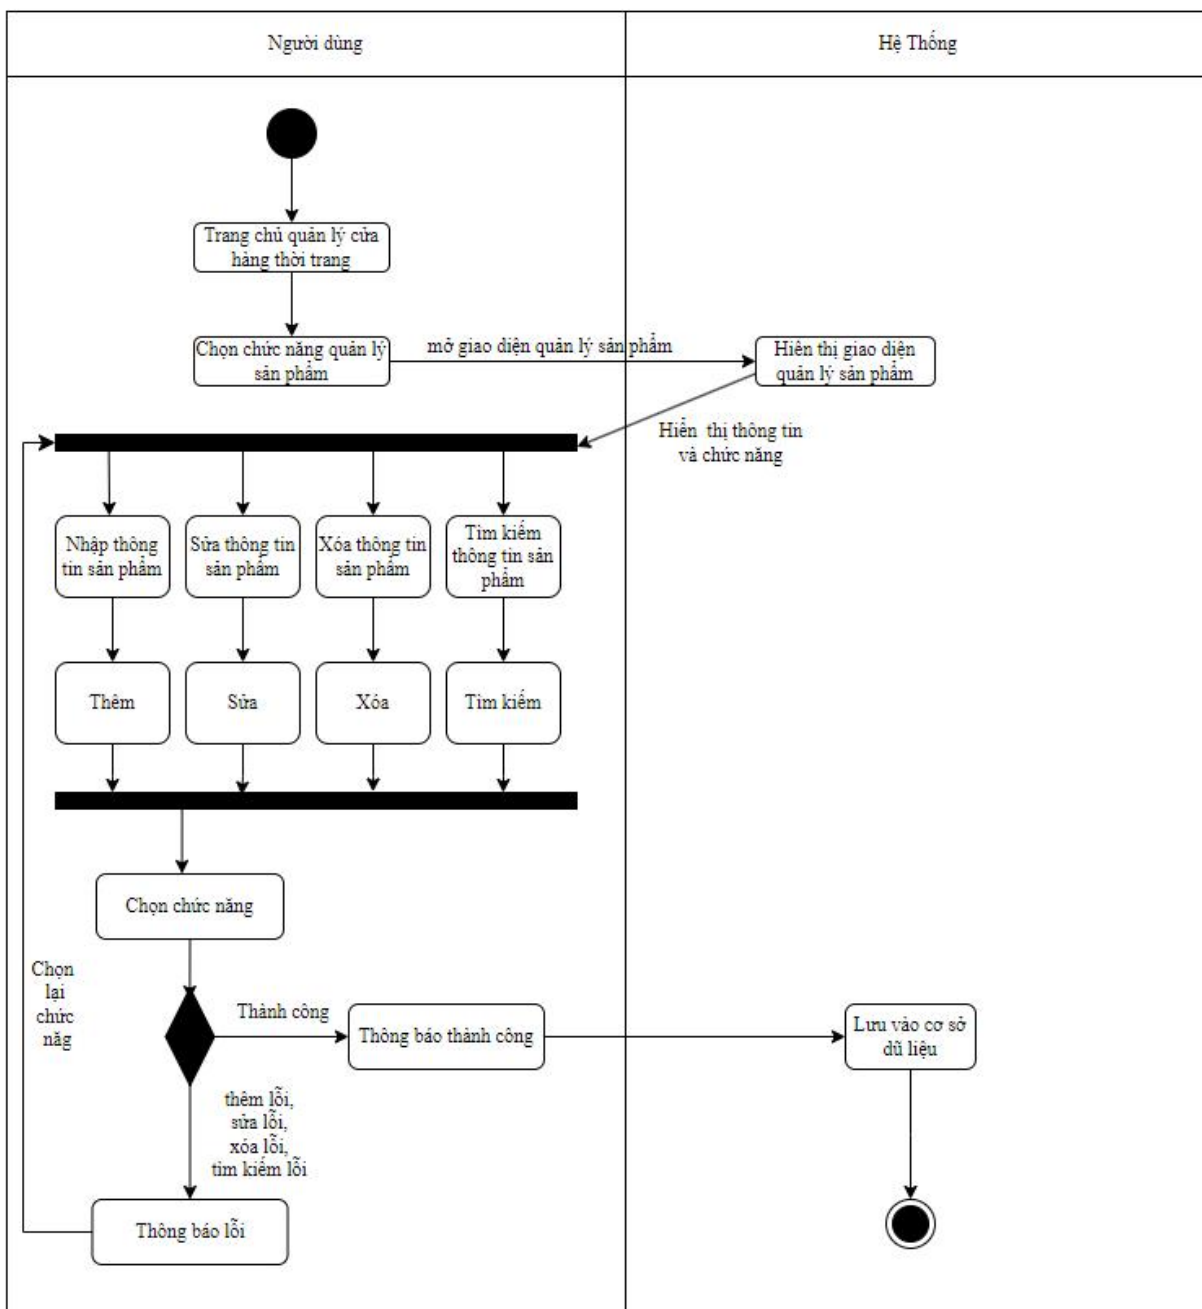 Người dùng
Hệ Thống
Trang chủ quản lý cửa
hàng thời trang
Chọn chức năng quản lý
sản phẩm
mở giao diện quản lý sản phẩm
Hiên thị giao diện
quản lý sản phẩm
Hiển thị thông tin
và chức năng
Nhập thông
tin sản phẩm
Sửa thông tin
sản phẩm
Xóa thông tin
sản phẩm
Tìm kiếm
thông tin sản
phẩm
Thêm
Sửa
Xóa
Tìm kiếm
Chọn chức năng
Chọn
lại
chức
năg
Thành công
Thông báo thành công
Lưu vào cơ sở
dũ liệu
thêm lỗi,
sửa lỗi,
xóa lỗi,
tìm kiếm lỗi
Thông báo lỗi